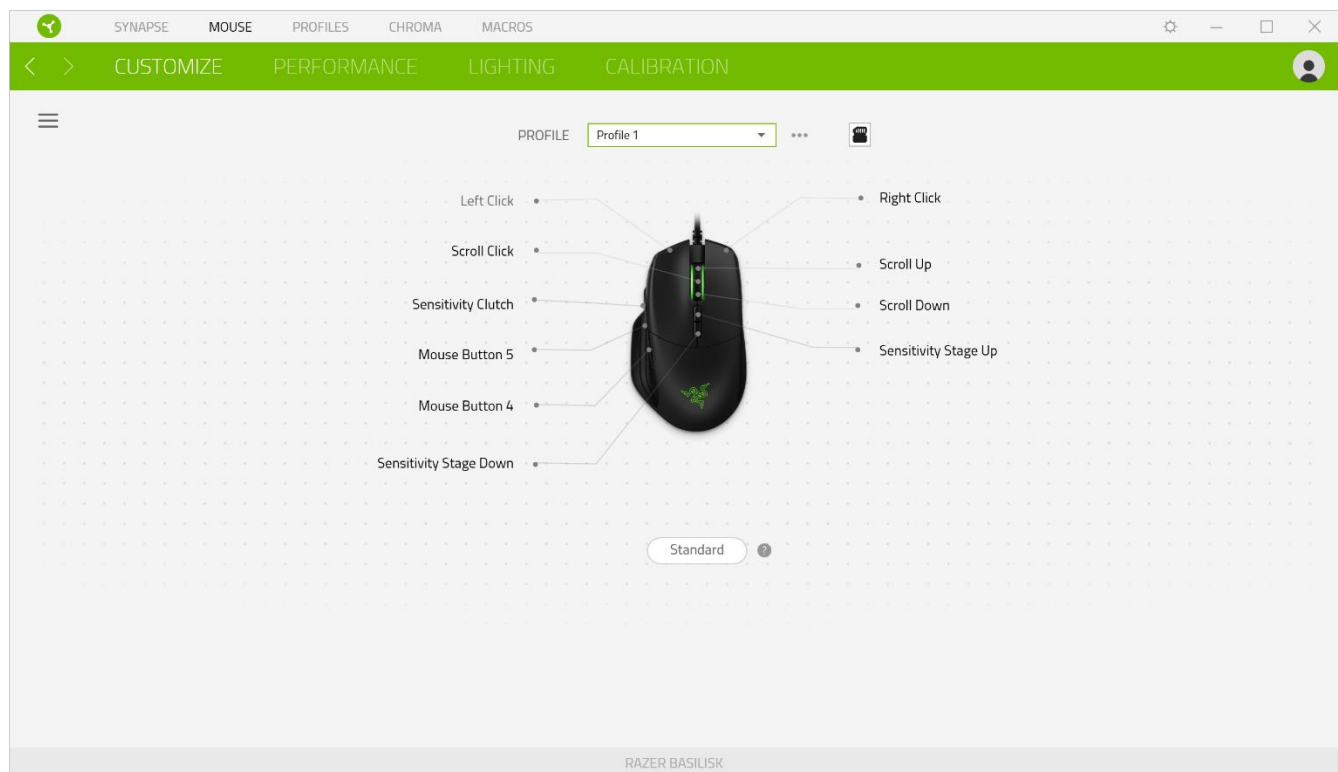 SYNAPSE MOUSE PROFILES CHROMA MACROS
CUSTOMIZE PERFORMANCE LIGHTING CALIBRATION
PROFILE Profile 1
Left Click
Right Click
Scroll Click
Scroll Up
Sensitivity Clutch
Scroll Down
Mouse Button 5
Sensitivity Stage Up
Mouse Button 4
Sensitivity Stage Down
Standard ?
RAZER BASILISK